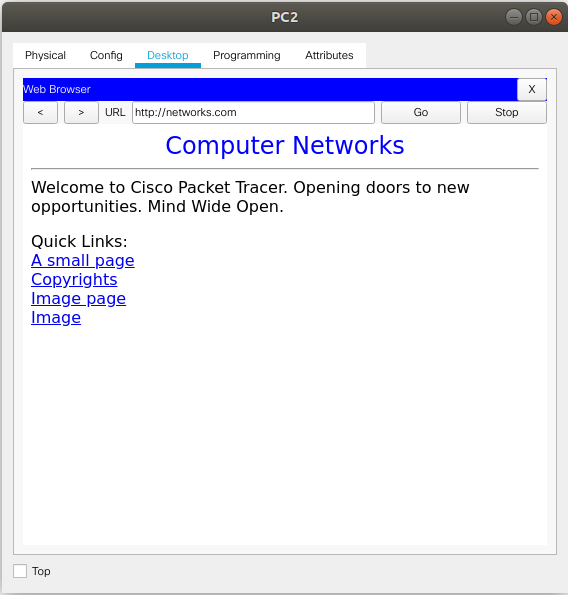 PC2
Physical Config Desktop Programming Attributes
Web Browser X
< > URL http://networks.com Go Stop
Computer Networks
Welcome to Cisco Packet Tracer. Opening doors to new
opportunities. Mind Wide Open.
Quick Links:
A small page
Copyrights
Image page
Image
Top